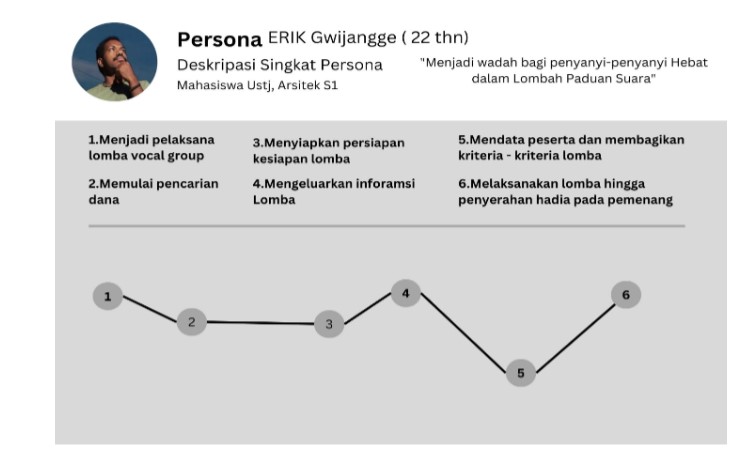 Persona ERIK Gwijangge ( 22 thn)
Deskripasi Singkat Persona
Mahasiswa Ustj, Arsitek S1
"Menjadi wadah bagi penyanyi-penyanyi Hebat
dalam Lombah Paduan Suara"
1.Menjadi pelaksana
lomba vocal group
2.Memulai pencarian
dana
3.Menyiapkan persiapan
kesiapan lomba
4.Mengeluarkan inforamsi
Lomba
5.Mendata peserta dan membagikan
kriteria - kriteria lomba
6.Melaksanakan lomba hingga
penyerahan hadia pada pemenang
1
2
3
4
5
6